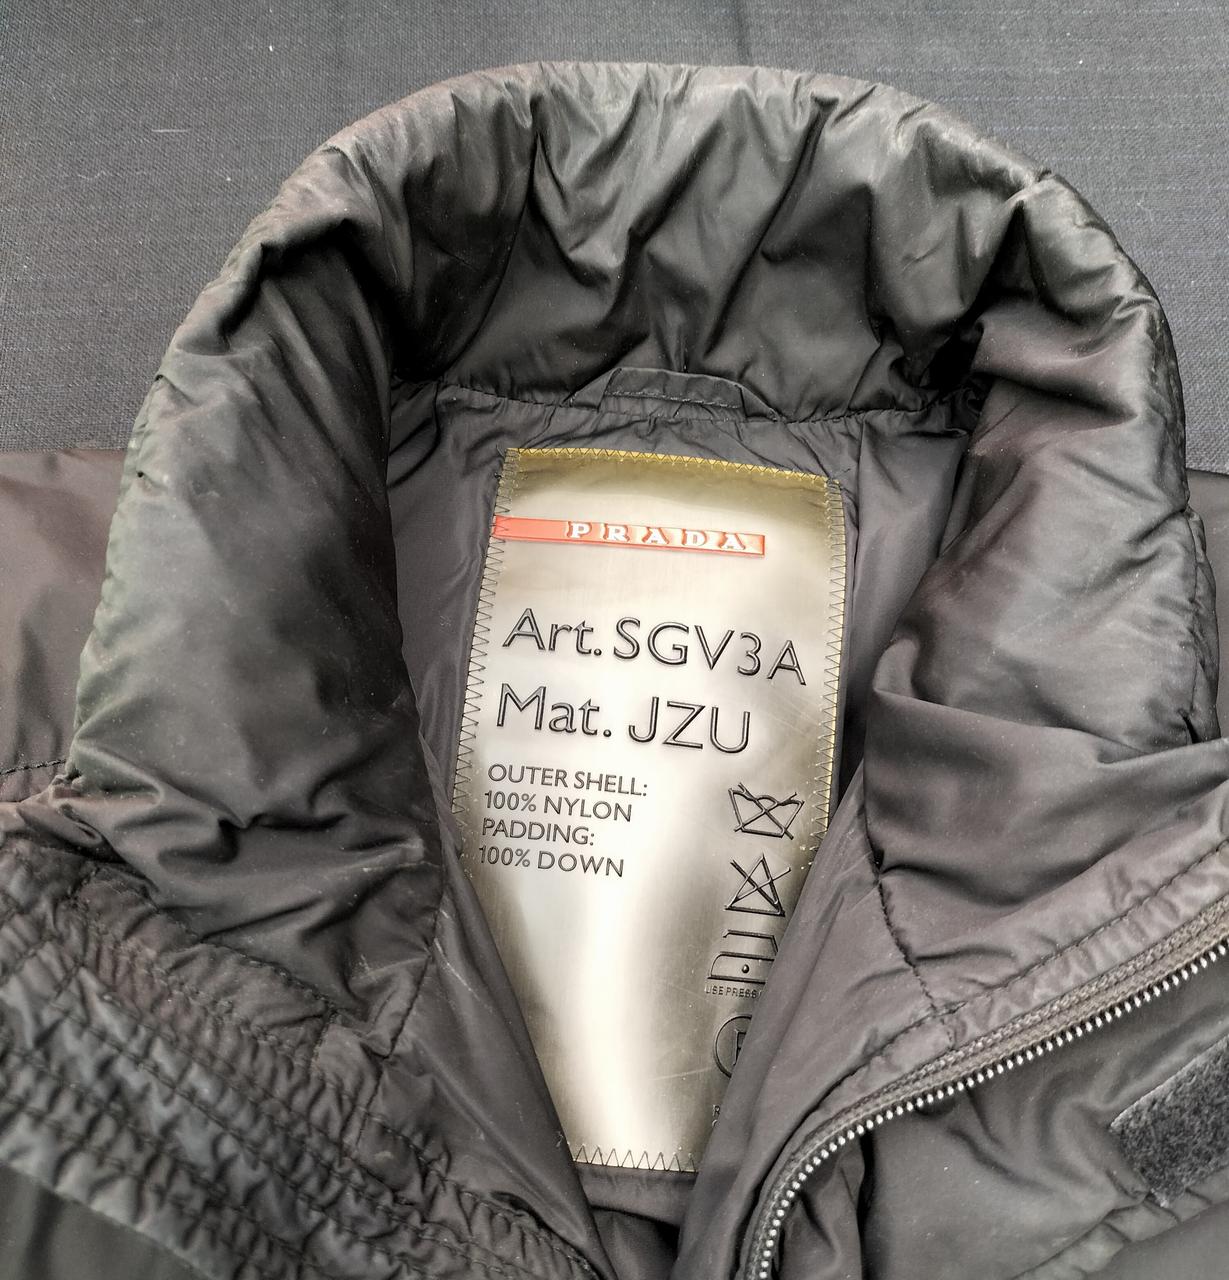 PRADA
Art. SGV3A
Mat. JZU
OUTER SHELL:
100% NYLON
PADDING:
100% DOWN
USE PRESS